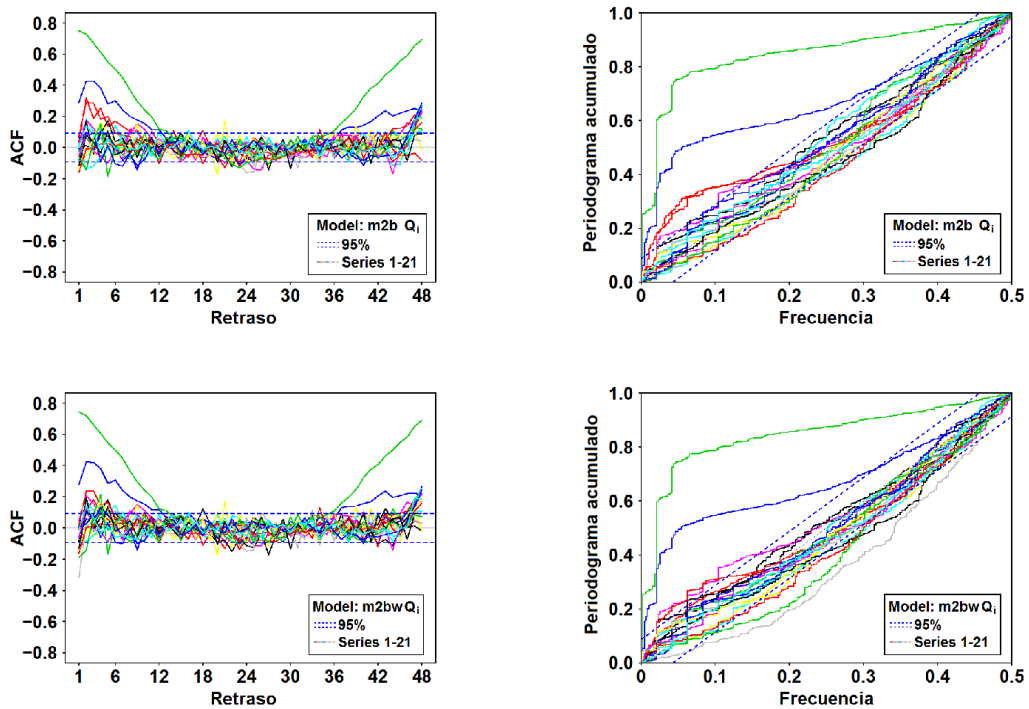 0.8
0.6
0.4
0.2
0.0
−0.2
−0.4
−0.6
−0.8
ACF
Model: m2b Qi
95%
Series 1-21
1 6 12 18 24 30 36 42 48
Retraso
1.0
0.8
0.6
0.4
0.2
0.0
Periodograma acumulado
Model: m2b Qi
95%
Series 1-21
0 0.1 0.2 0.3 0.4 0.5
Frecuencia
0.8
0.6
0.4
0.2
0.0
−0.2
−0.4
−0.6
−0.8
ACF
Model: m2bw Qi
95%
Series 1-21
1 6 12 18 24 30 36 42 48
Retraso
1.0
0.8
0.6
0.4
0.2
0.0
Periodograma acumulado
Model: m2bw Qi
95%
Series 1-21
0 0.1 0.2 0.3 0.4 0.5
Frecuencia